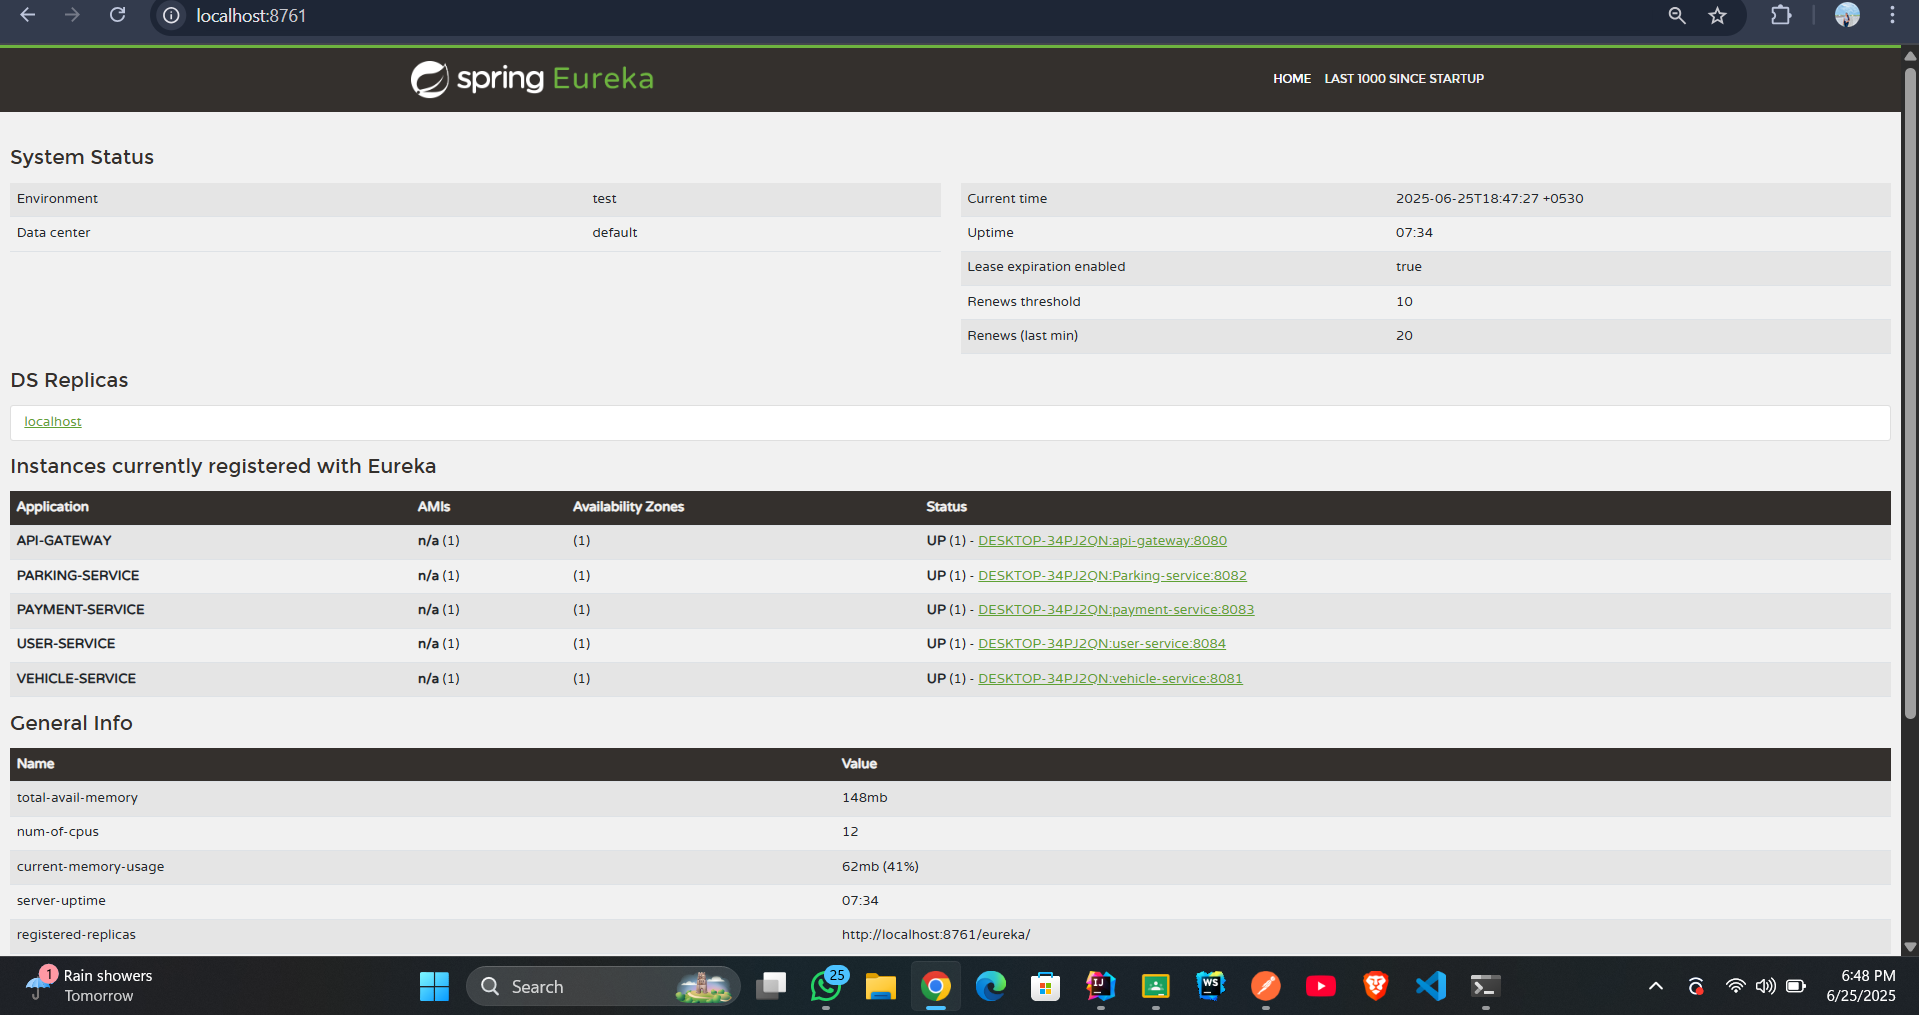 localhost:8761
spring Eureka
HOME LAST 1000 SINCE STARTUP
System Status
Environment test
Data center default
Current time 2025-06-25T18:47:27 +0530
Uptime 07:34
Lease expiration enabled true
Renews threshold 10
Renews (last min) 20
DS Replicas
localhost
Instances currently registered with Eureka
Application AMIs Availability Zones Status
API-GATEWAY n/a (1) (1) UP (1) - DESKTOP-34PJ2QN:api-gateway:8080
PARKING-SERVICE n/a (1) (1) UP (1) - DESKTOP-34PJ2QN:Parking-service:8082
PAYMENT-SERVICE n/a (1) (1) UP (1) - DESKTOP-34PJ2QN:payment-service:8083
USER-SERVICE n/a (1) (1) UP (1) - DESKTOP-34PJ2QN:user-service:8084
VEHICLE-SERVICE n/a (1) (1) UP (1) - DESKTOP-34PJ2QN:vehicle-service:8081
General Info
Name Value
total-avail-memory 148mb
num-of-cpus 12
current-memory-usage 62mb (41%)
server-uptime 07:34
registered-replicas http://localhost:8761/eureka/
1
Rain showers
Tomorrow
Search
25
IJ
WS
6:48 PM
6/25/2025